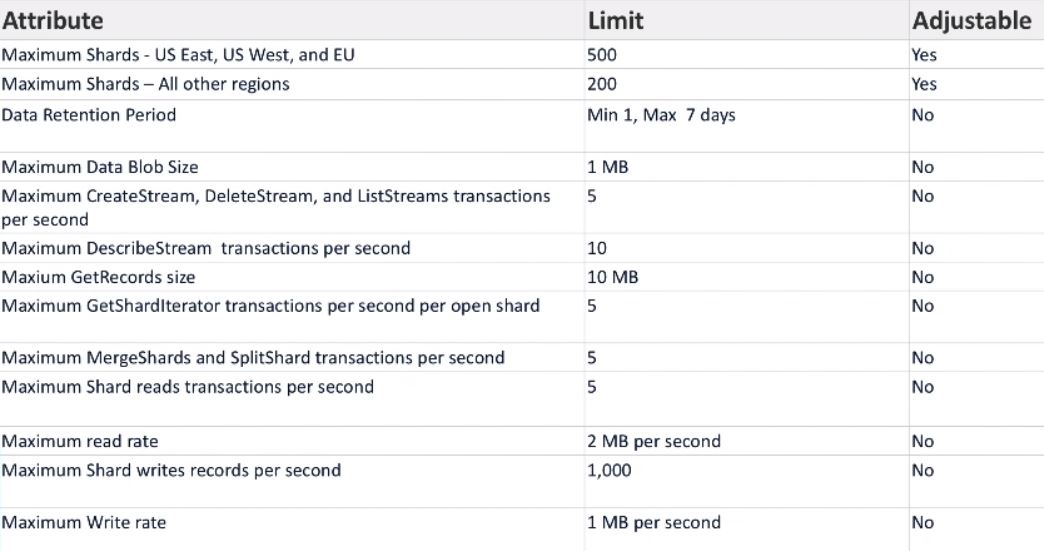 Attribute Limit Adjustable
Maximum Shards - US East, US West, and EU 500 Yes
Maximum Shards – All other regions 200 Yes
Data Retention Period Min 1, Max 7 days No
Maximum Data Blob Size 1 MB No
Maximum CreateStream, DeleteStream, and ListStreams transactions 5 No
per second
Maximum DescribeStream transactions per second 10 No
Maxium GetRecords size 10 MB No
Maximum GetShardIterator transactions per second per open shard 5 No
Maximum MergeShards and SplitShard transactions per second 5 No
Maximum Shard reads transactions per second 5 No
Maximum read rate 2 MB per second No
Maximum Shard writes records per second 1,000 No
Maximum Write rate 1 MB per second No